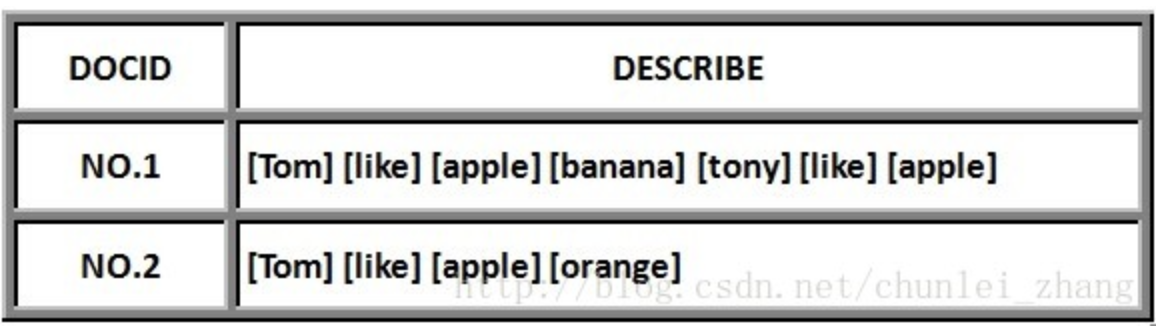 DOCID DESCRIBE
NO.1 [Tom] [like] [apple] [banana] [tony] [like] [apple]
NO.2 [Tom] [like] [apple] [orange]
http://blog.csdn.net/chunlei_zhang